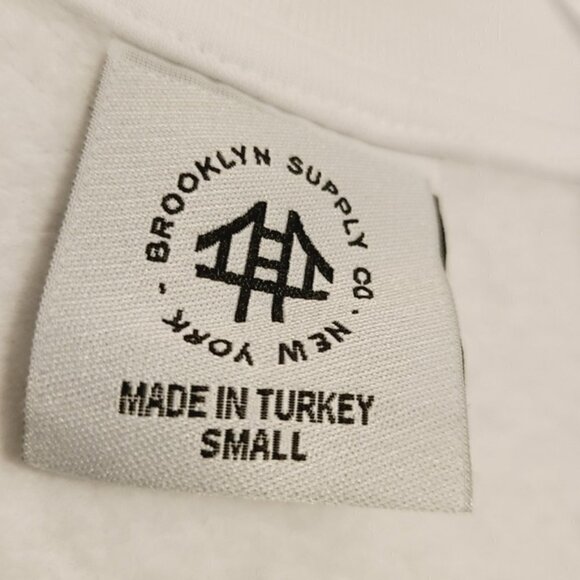 BROOKLYN SUPPLY CO. NEW YORK -
MADE IN TURKEY
SMALL